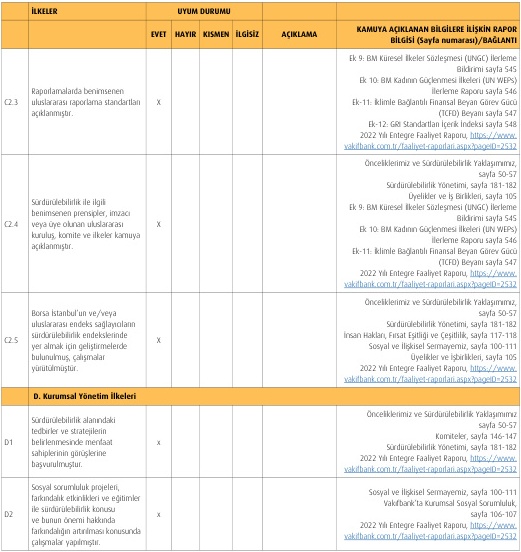 İLKELER
UYUM DURUMU
EVET HAYIR KISMEN İLGİSİZ
AÇIKLAMA
KAMUYA AÇIKLANAN BİLGİLERE İLİŞKİN RAPOR
BİLGİSİ (Sayfa numarası)/BAĞLANTI
C2.3
Raporlamalarda benimsenen
uluslararası raporlama standartları
açıklanmıştır.
X
Ek 9: BM Küresel İlkeler Sözleşmesi (UNGC) İlerleme
Bildirimi sayfa 545
Ek 10: BM Kadının Güçlenmesi İlkeleri (UN WEPs)
İlerleme Raporu sayfa 546
Ek-11: İklimle Bağlantılı Finansal Beyan Görev Gücü
(TCFD) Beyanı sayfa 547
Ek-12: GRI Standartları İçerik İndeksi sayfa 548
2022 Yılı Entegre Faaliyet Raporu, https://www.
vakifbank.com.tr/faaliyet-raporlari.aspx?pageID=2532
C2.4
Sürdürülebilirlik ile ilgili
benimsenen prensipler, imzacı
veya üye olunan uluslararası
kuruluş, komite ve ilkeler kamuya
açıklanmıştır.
X
Önceliklerimiz ve Sürdürülebilirlik Yaklaşımımız,
sayfa 50-57
Sürdürülebilirlik Yönetimi, sayfa 181-182
Üyelikler ve İş Birlikleri, sayfa 105
Ek 9: BM Küresel İlkeler Sözleşmesi (UNGC) İlerleme
Bildirimi sayfa 545
Ek 10: BM Kadının Güçlenmesi İlkeleri (UN WEPs)
İlerleme Raporu sayfa 546
Ek-11: İklimle Bağlantılı Finansal Beyan Görev Gücü
(TCFD) Beyanı sayfa 547
2022 Yılı Entegre Faaliyet Raporu, https://www.
vakifbank.com.tr/faaliyet-raporlari.aspx?pageID=2532
C2.5
Borsa İstanbul'un ve/veya
uluslararası endeks sağlayıcıların
sürdürülebilirlik endekslerinde
yer almak için geliştirmelerde
bulunulmuş, çalışmalar
yürütülmüştür.
X
Önceliklerimiz ve Sürdürülebilirlik Yaklaşımımız,
sayfa 50-57
Sürdürülebilirlik Yönetimi, sayfa 181-182
İnsan Hakları, Fırsat Eşitliği ve Çeşitlilik, sayfa 117-118
Sosyal ve İlişkisel Sermayemiz, sayfa 100-111
Üyelikler ve İşbirlikleri, sayfa 105
2022 Yılı Entegre Faaliyet Raporu, https://www.
vakifbank.com.tr/faaliyet-raporlari.aspx?pageID=2532
D. Kurumsal Yönetim İlkeleri
D1
Sürdürülebilirlik alanındaki
tedbirler ve stratejilerin
belirlenmesinde menfaat
sahiplerinin görüşlerine
başvurulmuştur.
x
Önceliklerimiz ve Sürdürülebilirlik Yaklaşımımız
sayfa 50-57
Komiteler, sayfa 146-147
Sürdürülebilirlik Yönetimi, sayfa 181-182
2022 Yılı Entegre Faaliyet Raporu, https://www.
vakifbank.com.tr/faaliyet-raporlari.aspx?pageID=2532
D2
Sosyal sorumluluk projeleri,
farkındalık etkinlikleri ve eğitimler
ile sürdürülebilirlik konusu
ve bunun önemi hakkında
farkındalığın artırılması konusunda
çalışmalar yapılmıştır.
x
Sosyal ve İlişkisel Sermayemiz, sayfa 100-111
Vakıfbank'ta Kurumsal Sosyal Sorumluluk,
sayfa 106-107
2022 Yılı Entegre Faaliyet Raporu, https://www.
vakifbank.com.tr/faaliyet-raporlari.aspx?pageID=2532